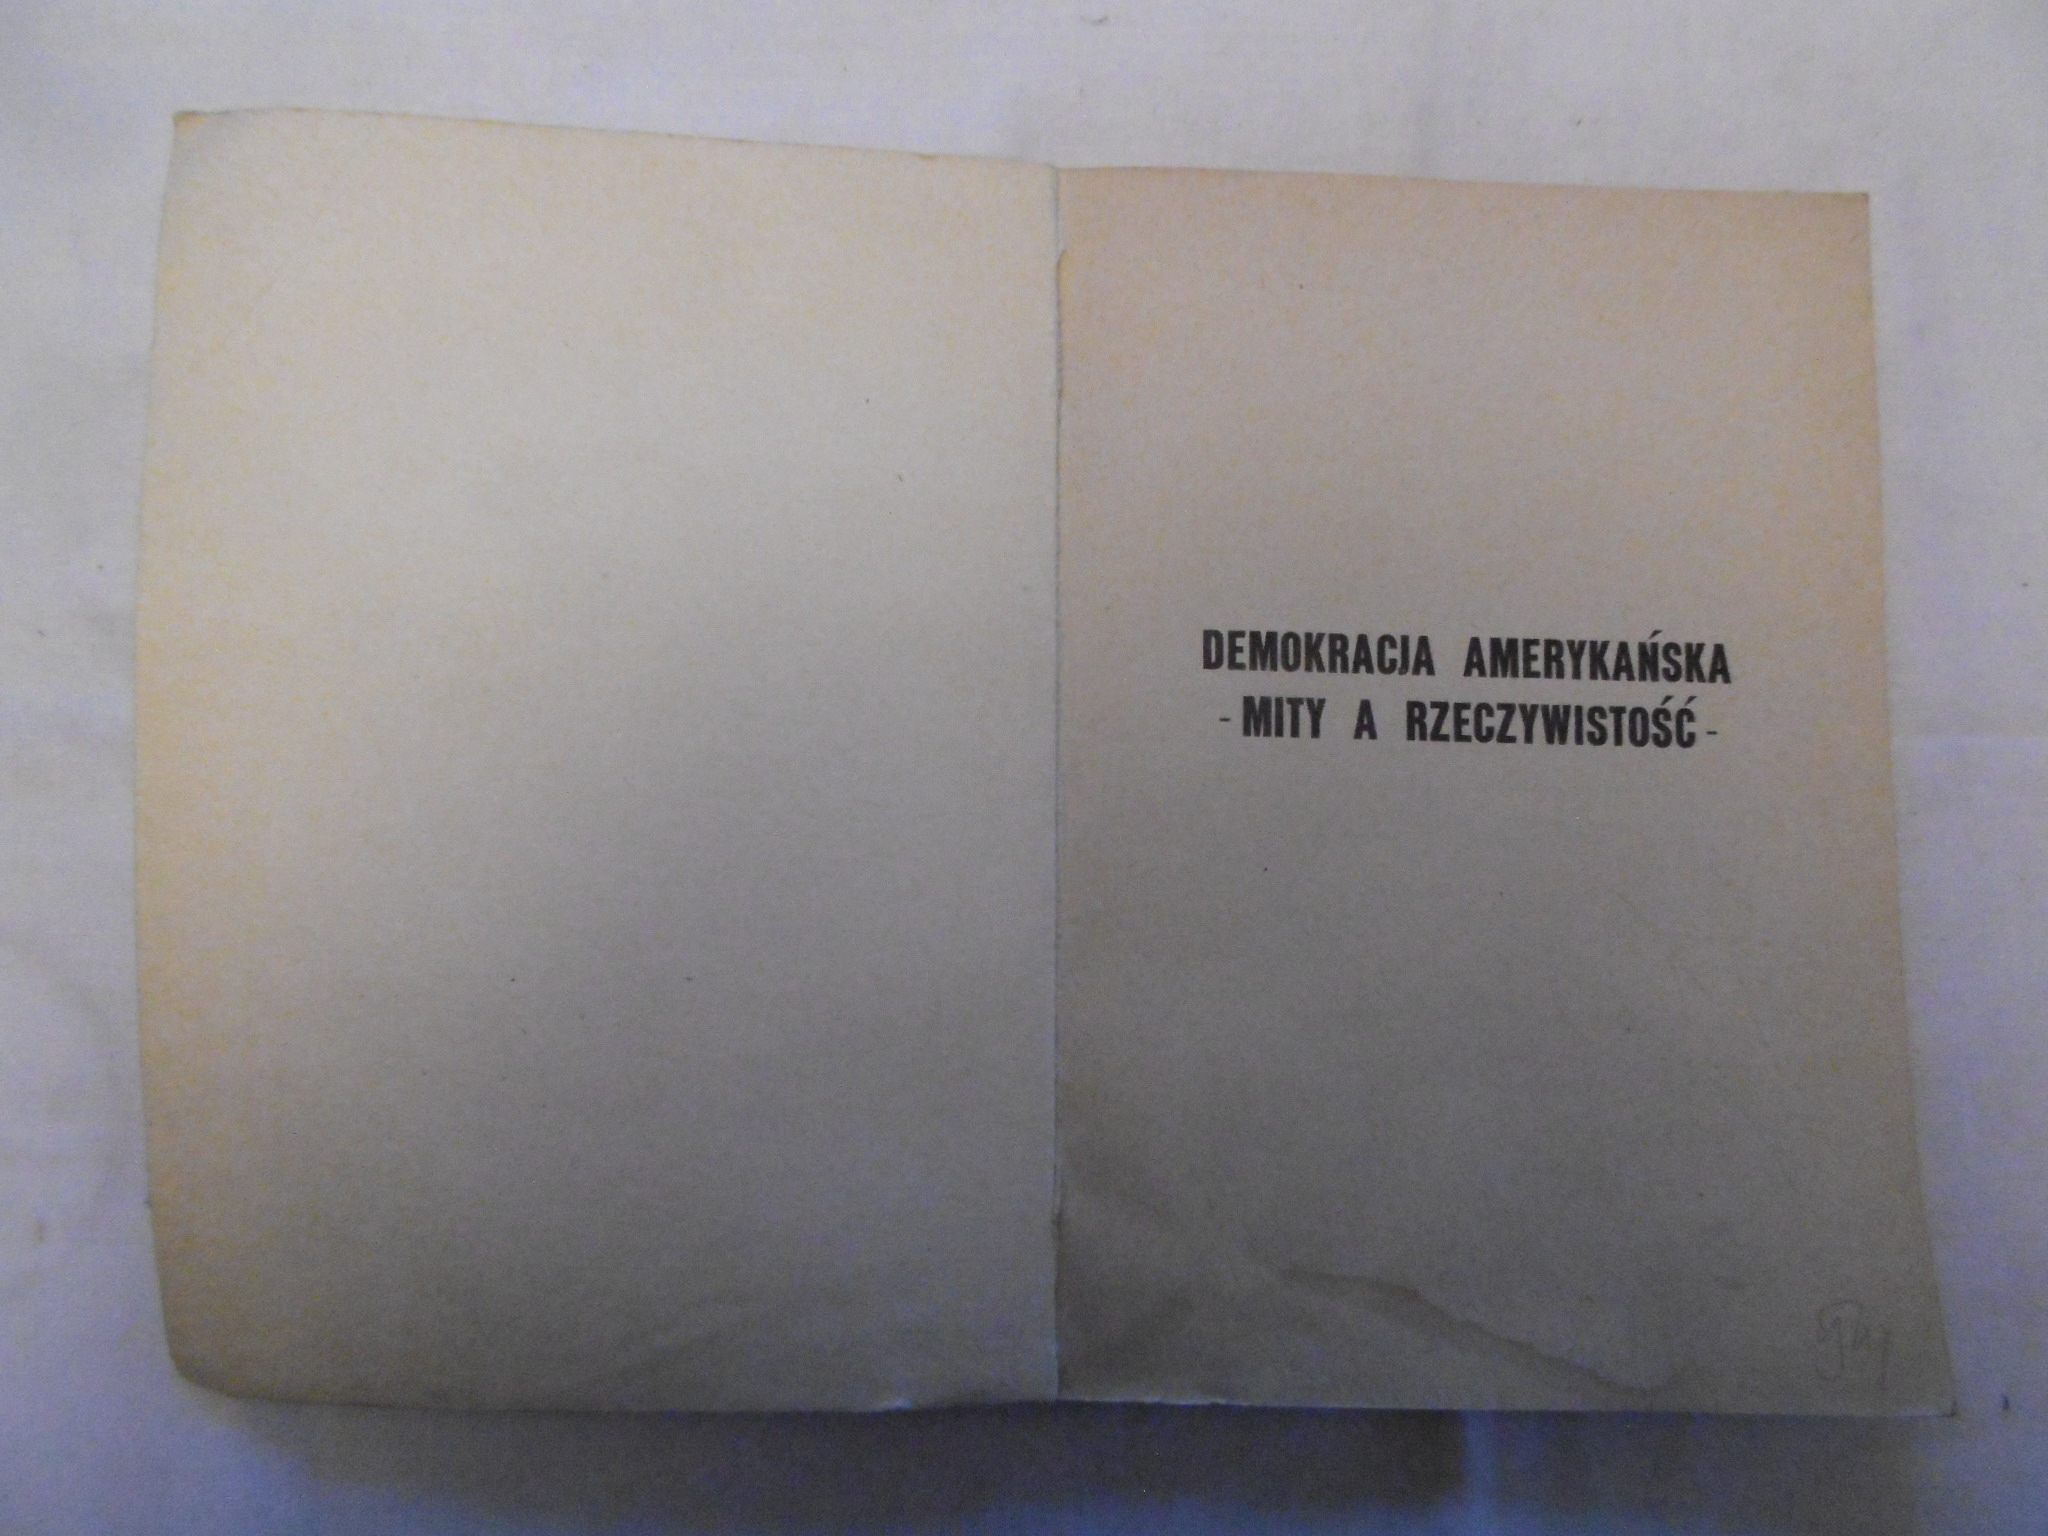 DEMOKRACJA AMERYKAŃSKA
- MITY A RZECZYWISTOŚĆ -